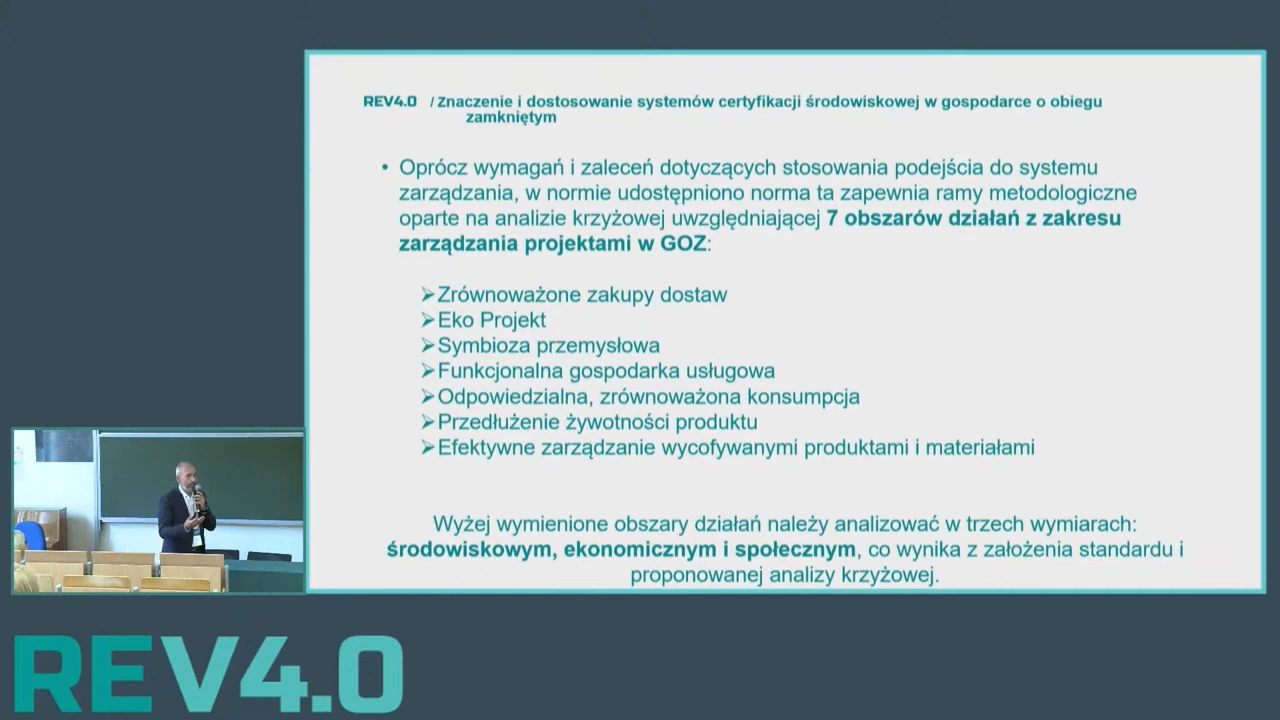 REV4.0 / Znaczenie i dostosowanie systemów certyfikacji środowiskowej w gospodarce o obiegu
zamkniętym
• Oprócz wymagań i zaleceń dotyczących stosowania podejścia do systemu
zarządzania, w normie udostępniono norma ta zapewnia ramy metodologiczne
oparte na analizie krzyżowej uwzględniającej 7 obszarów działań z zakresu
zarządzania projektami w GOZ:
➢Zrównoważone zakupy dostaw
➢Eko Projekt
➢Symbioza przemysłowa
➢Funkcjonalna gospodarka usługowa
➢Odpowiedzialna, zrównoważona konsumpcja
➢Przedłużenie żywotności produktu
➢Efektywne zarządzanie wycofywanymi produktami i materiałami
Wyżej wymienione obszary działań należy analizować w trzech wymiarach:
środowiskowym, ekonomicznym i społecznym, co wynika z założenia standardu i
proponowanej analizy krzyżowej.
REV4.0